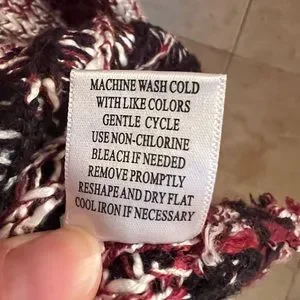 MACHINE WASH COLD
WITH LIKE COLORS
GENTLE CYCLE
USE NON-CHLORINE
BLEACH IF NEEDED
REMOVE PROMPTLY
RESHAPE AND DRY FLAT
COOL IRON IF NECESSARY